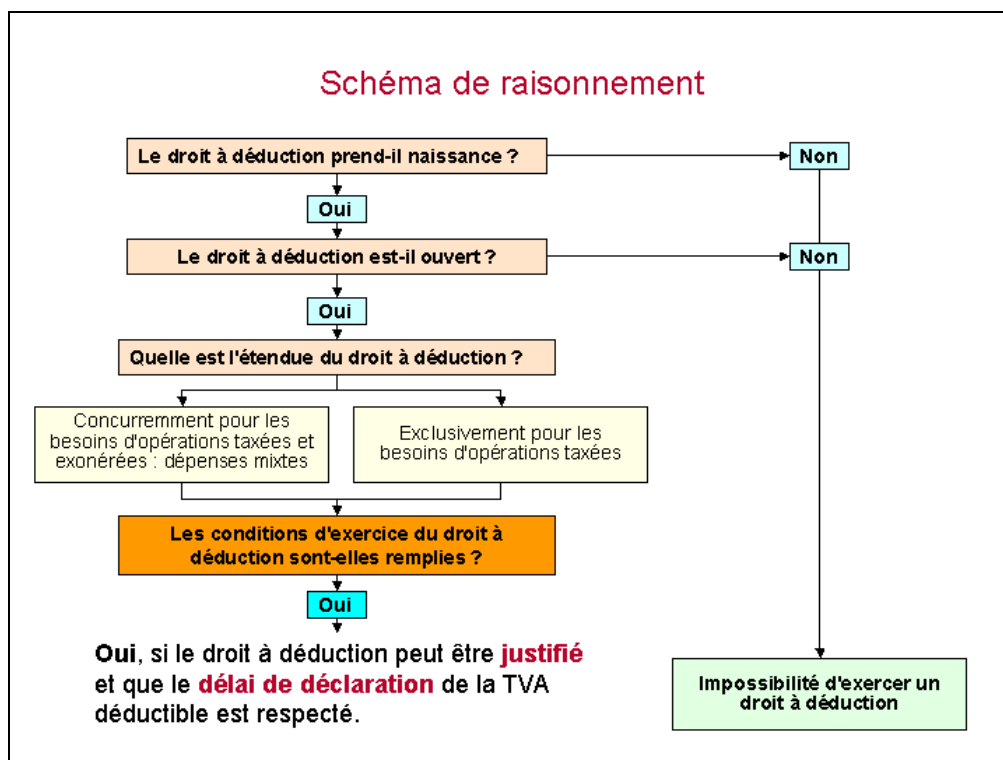 Schéma de raisonnement
Le droit à déduction prend-il naissance ?
Non
Oui
Le droit à déduction est-il ouvert ?
Non
Oui
Quelle est l'étendue du droit à déduction ?
Concurremment pour les
besoins d'opérations taxées et
exonérées : dépenses mixtes
Exclusivement pour les
besoins d'opérations taxées
Les conditions d'exercice du droit à
déduction sont-elles remplies ?
Oui
Oui, si le droit à déduction peut être justifié
et que le délai de déclaration de la TVA
déductible est respecté.
Impossibilité d'exercer un
droit à déduction